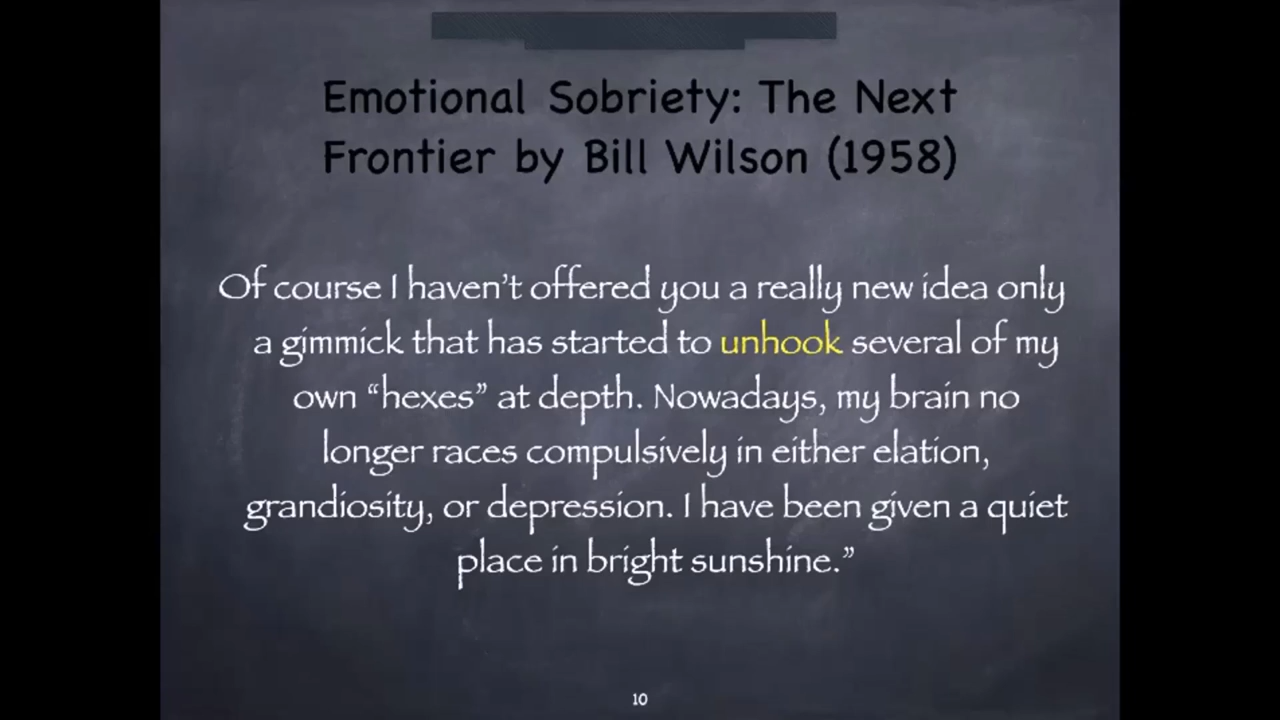 Emotional Sobriety: The Next
Frontier by Bill Wilson (1958)
Of course I haven’t offered you a really new idea only
a gimmick that has started to unhook several of my
own “hexes” at depth. Nowadays, my brain no
longer races compulsively in either elation,
grandiosity, or depression. I have been given a quiet
place in bright sunshine.”
10